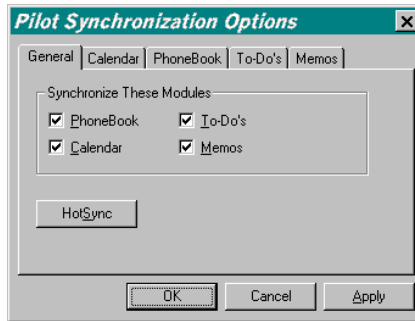 Pilot Synchronization Options
General Calendar PhoneBook To-Do's Memos
Synchronize These Modules
PhoneBook To-Do's
Calendar Memos
HotSync
OK Cancel Apply